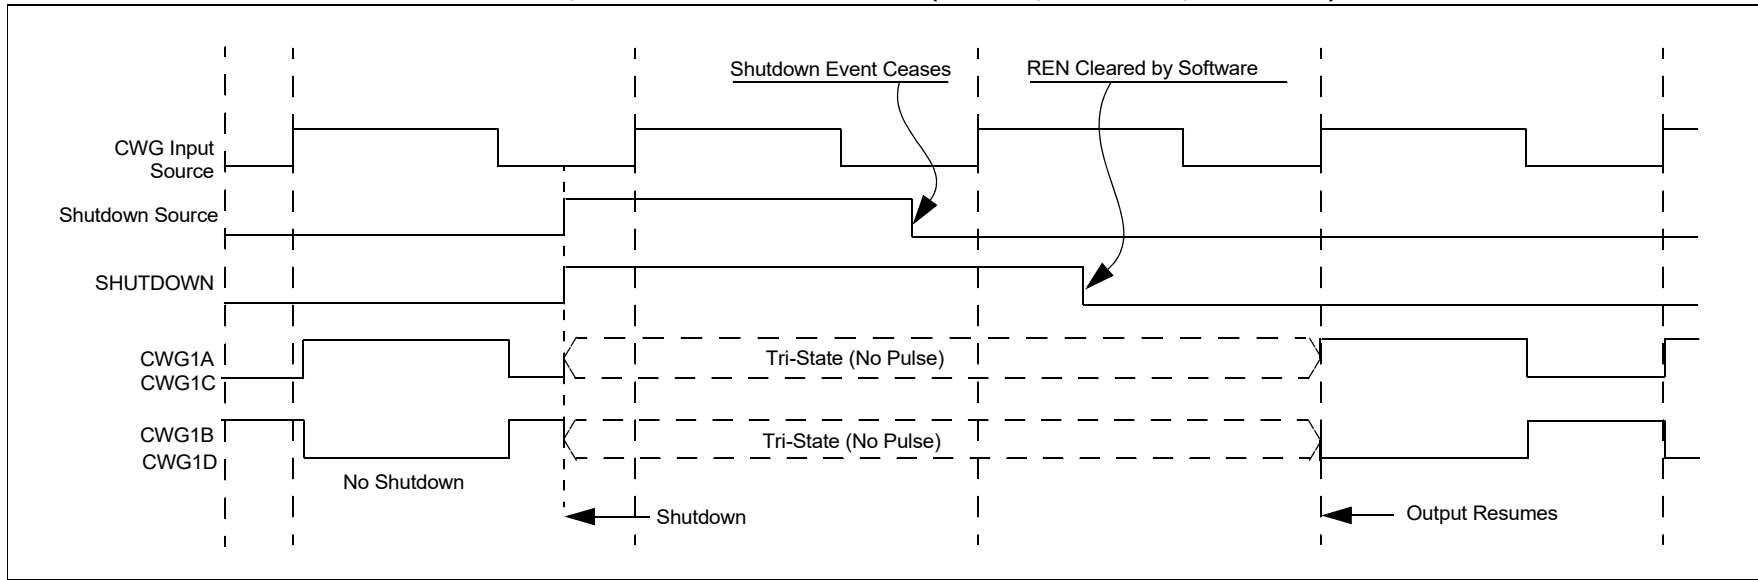 Shutdown Event Ceases
REN Cleared by Software
CWG Input
Source
Shutdown Source
SHUTDOWN
CWG1A
CWG1C
Tri-State (No Pulse)
CWG1B
CWG1D
Tri-State (No Pulse)
No Shutdown
Shutdown
Output Resumes